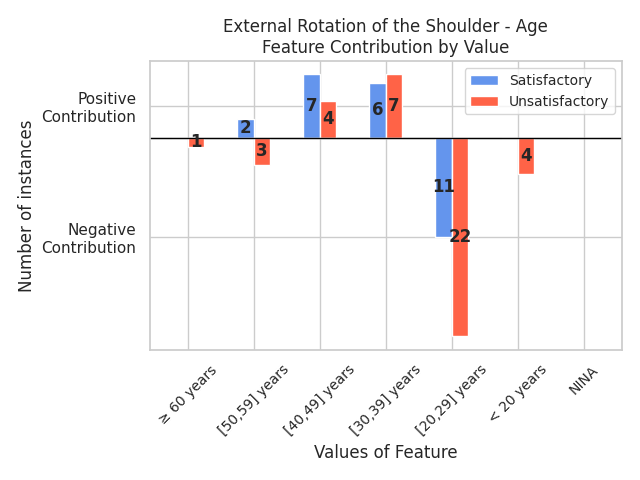 External Rotation of the Shoulder - Age
Feature Contribution by Value
Satisfactory
Unsatisfactory
Positive
Contribution
Negative
Contribution
Number of instances
1
2
3
7
4
6
7
11
22
4
≥ 60 years
[50,59] years
[40,49] years
[30,39] years
[20,29] years
< 20 years
NINA
Values of Feature